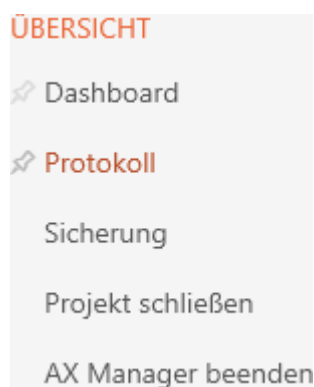 ÜBERSICHT
Dashboard
Protokoll
Sicherung
Projekt schließen
AX Manager beenden